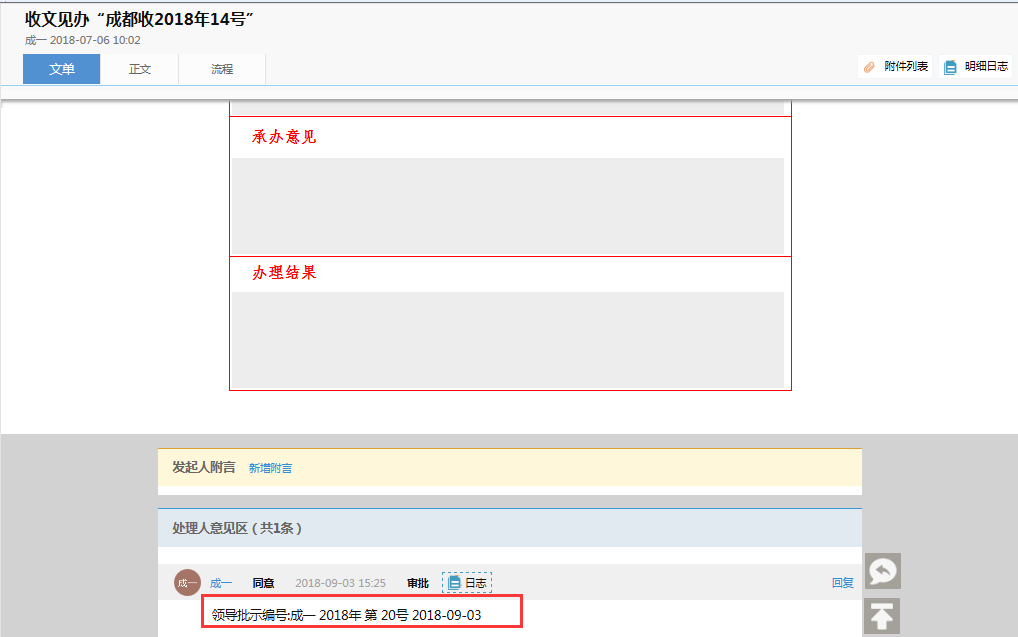 收文见办“成都收2018年14号”
成一 2018-07-06 10:02
文单 正文 流程 附件列表 明细日志
承办意见
办理结果
发起人附言 新增附言
处理人意见区 ( 共1条 )
成一 成一 同意 2018-09-03 15:25 审批 日志 回复
领导批示编号:成一 2018年 第 20号 2018-09-03